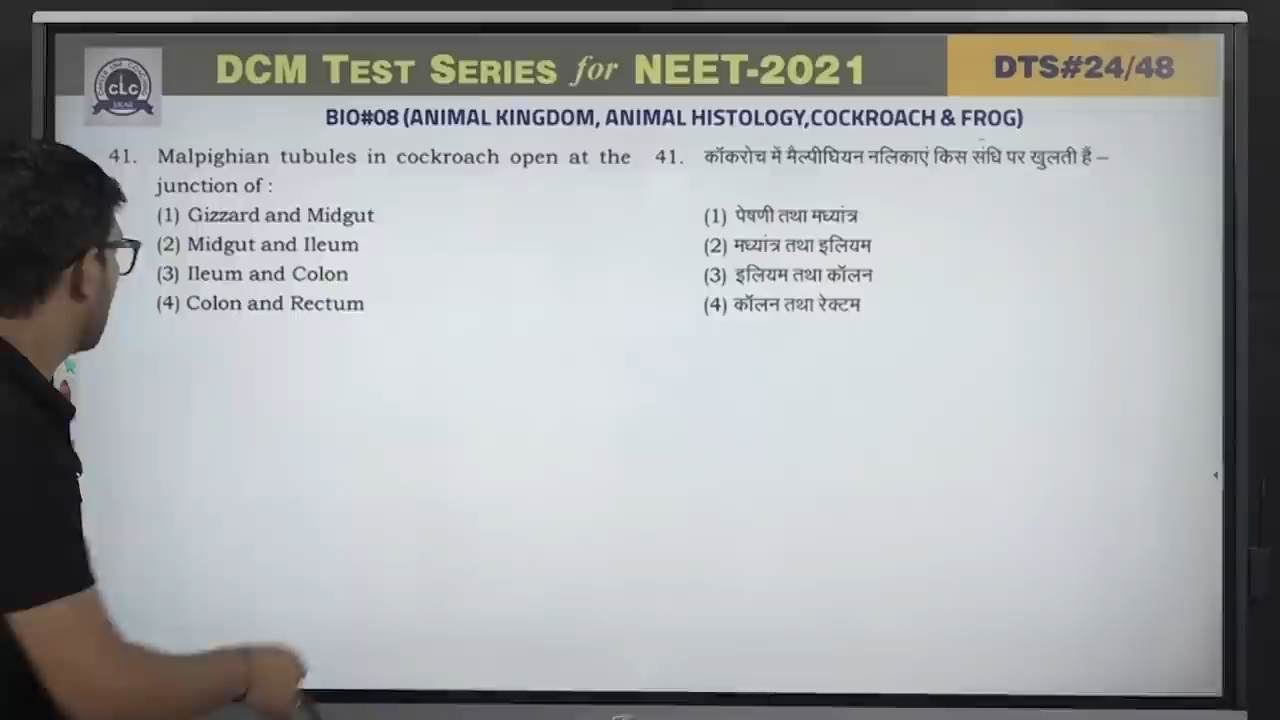 DCM TEST SERIES for NEET-2021
DTS#24/48
CLC
BIO#08 (ANIMAL KINGDOM, ANIMAL HISTOLOGY,COCKROACH & FROG)
41. Malpighian tubules in cockroach open at the
junction of :
(1) Gizzard and Midgut
(2) Midgut and Ileum
(3) Ileum and Colon
(4) Colon and Rectum
41. कॉकरोच में मैल्पीघियन नलिकाएं किस संधि पर खुलती हैं –
(1) पेषणी तथा मध्यांत्र
(2) मध्यांत्र तथा इलियम
(3) इलियम तथा कॉलन
(4) कॉलन तथा रेक्टम